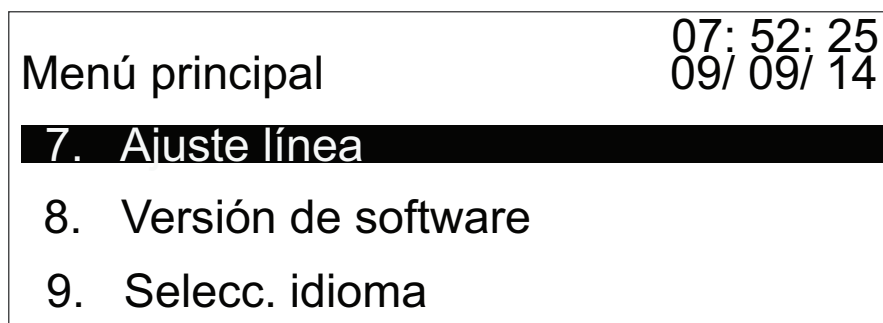 07: 52: 25
Menú principal 09/ 09/ 14
7. Ajuste línea
8. Versión de software
9. Selecc. idioma